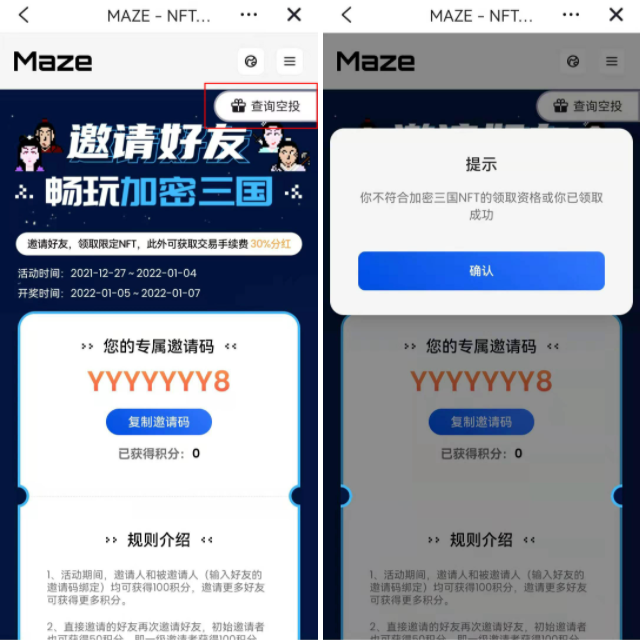 MAZE - NFT...
Maze
查询空投
邀请好友
畅玩加密三国
邀请好友，领取限定NFT，此外可获取交易手续费 30%分红
活动时间：2021-12-27 ~ 2022-01-04
开奖时间：2022-01-05 ~ 2022-01-07
您的专属邀请码
YYYYYYY8
复制邀请码
已获得积分：0
规则介绍
1、活动期间，邀请人和被邀请人（输入好友的
邀请码绑定）均可获得100积分，邀请更多好友
可获得更多积分。
2、直接邀请的好友再次邀请好友，初始邀请者
也可获得50积分，即一级邀请者获得100积分
MAZE - NFT...
Maze
查询空投
提示
你不符合加密三国NFT的领取资格或你已领取
成功
确认
您的专属邀请码
YYYYYYY8
复制邀请码
已获得积分：0
规则介绍
1、活动期间，邀请人和被邀请人（输入好友的
邀请码绑定）均可获得100积分，邀请更多好友
可获得更多积分。
2、直接邀请的好友再次邀请好友，初始邀请者
也可获得50积分，即一级邀请者获得100积分